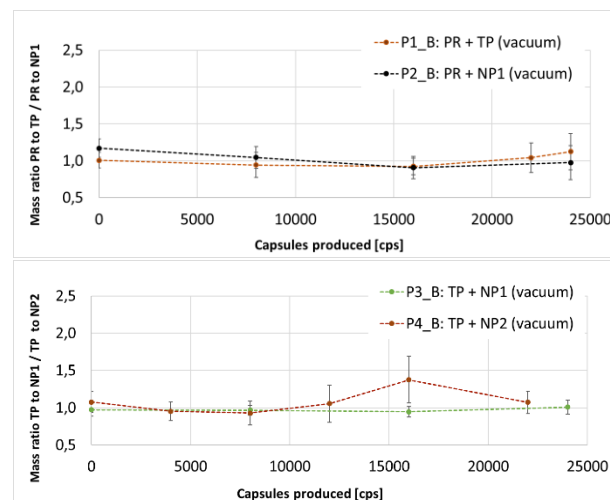 Mass ratio PR to TP / PR to NP1
2,5
2,0
1,5
1,0
0,5
P1_B: PR + TP (vacuum)
P2_B: PR + NP1 (vacuum)
0 5000 10000 15000 20000 25000
Capsules produced [cps]
Mass ratio TP to NP1 / TP to NP2
2,5
2,0
1,5
1,0
0,5
P3_B: TP + NP1 (vacuum)
P4_B: TP + NP2 (vacuum)
0 5000 10000 15000 20000 25000
Capsules produced [cps]